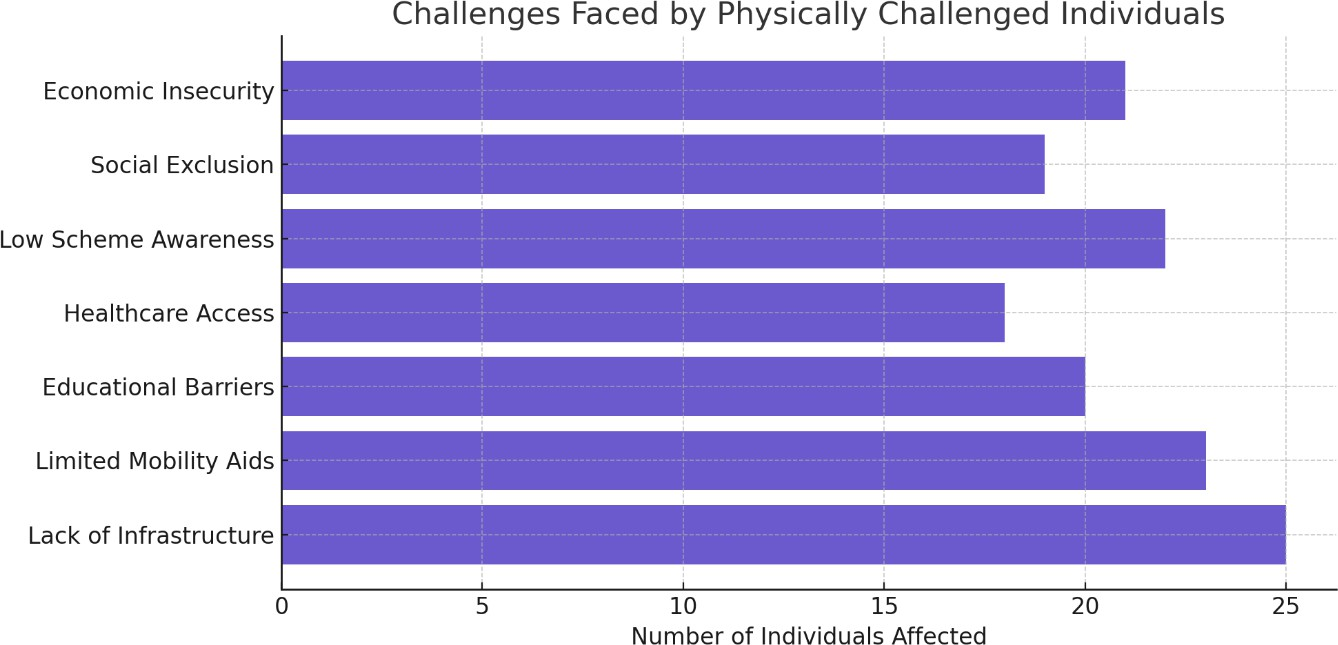 Challenges Faced by Physically Challenged Individuals
Economic Insecurity
Social Exclusion
Low Scheme Awareness
Healthcare Access
Educational Barriers
Limited Mobility Aids
Lack of Infrastructure
0 5 10 15 20 25
Number of Individuals Affected